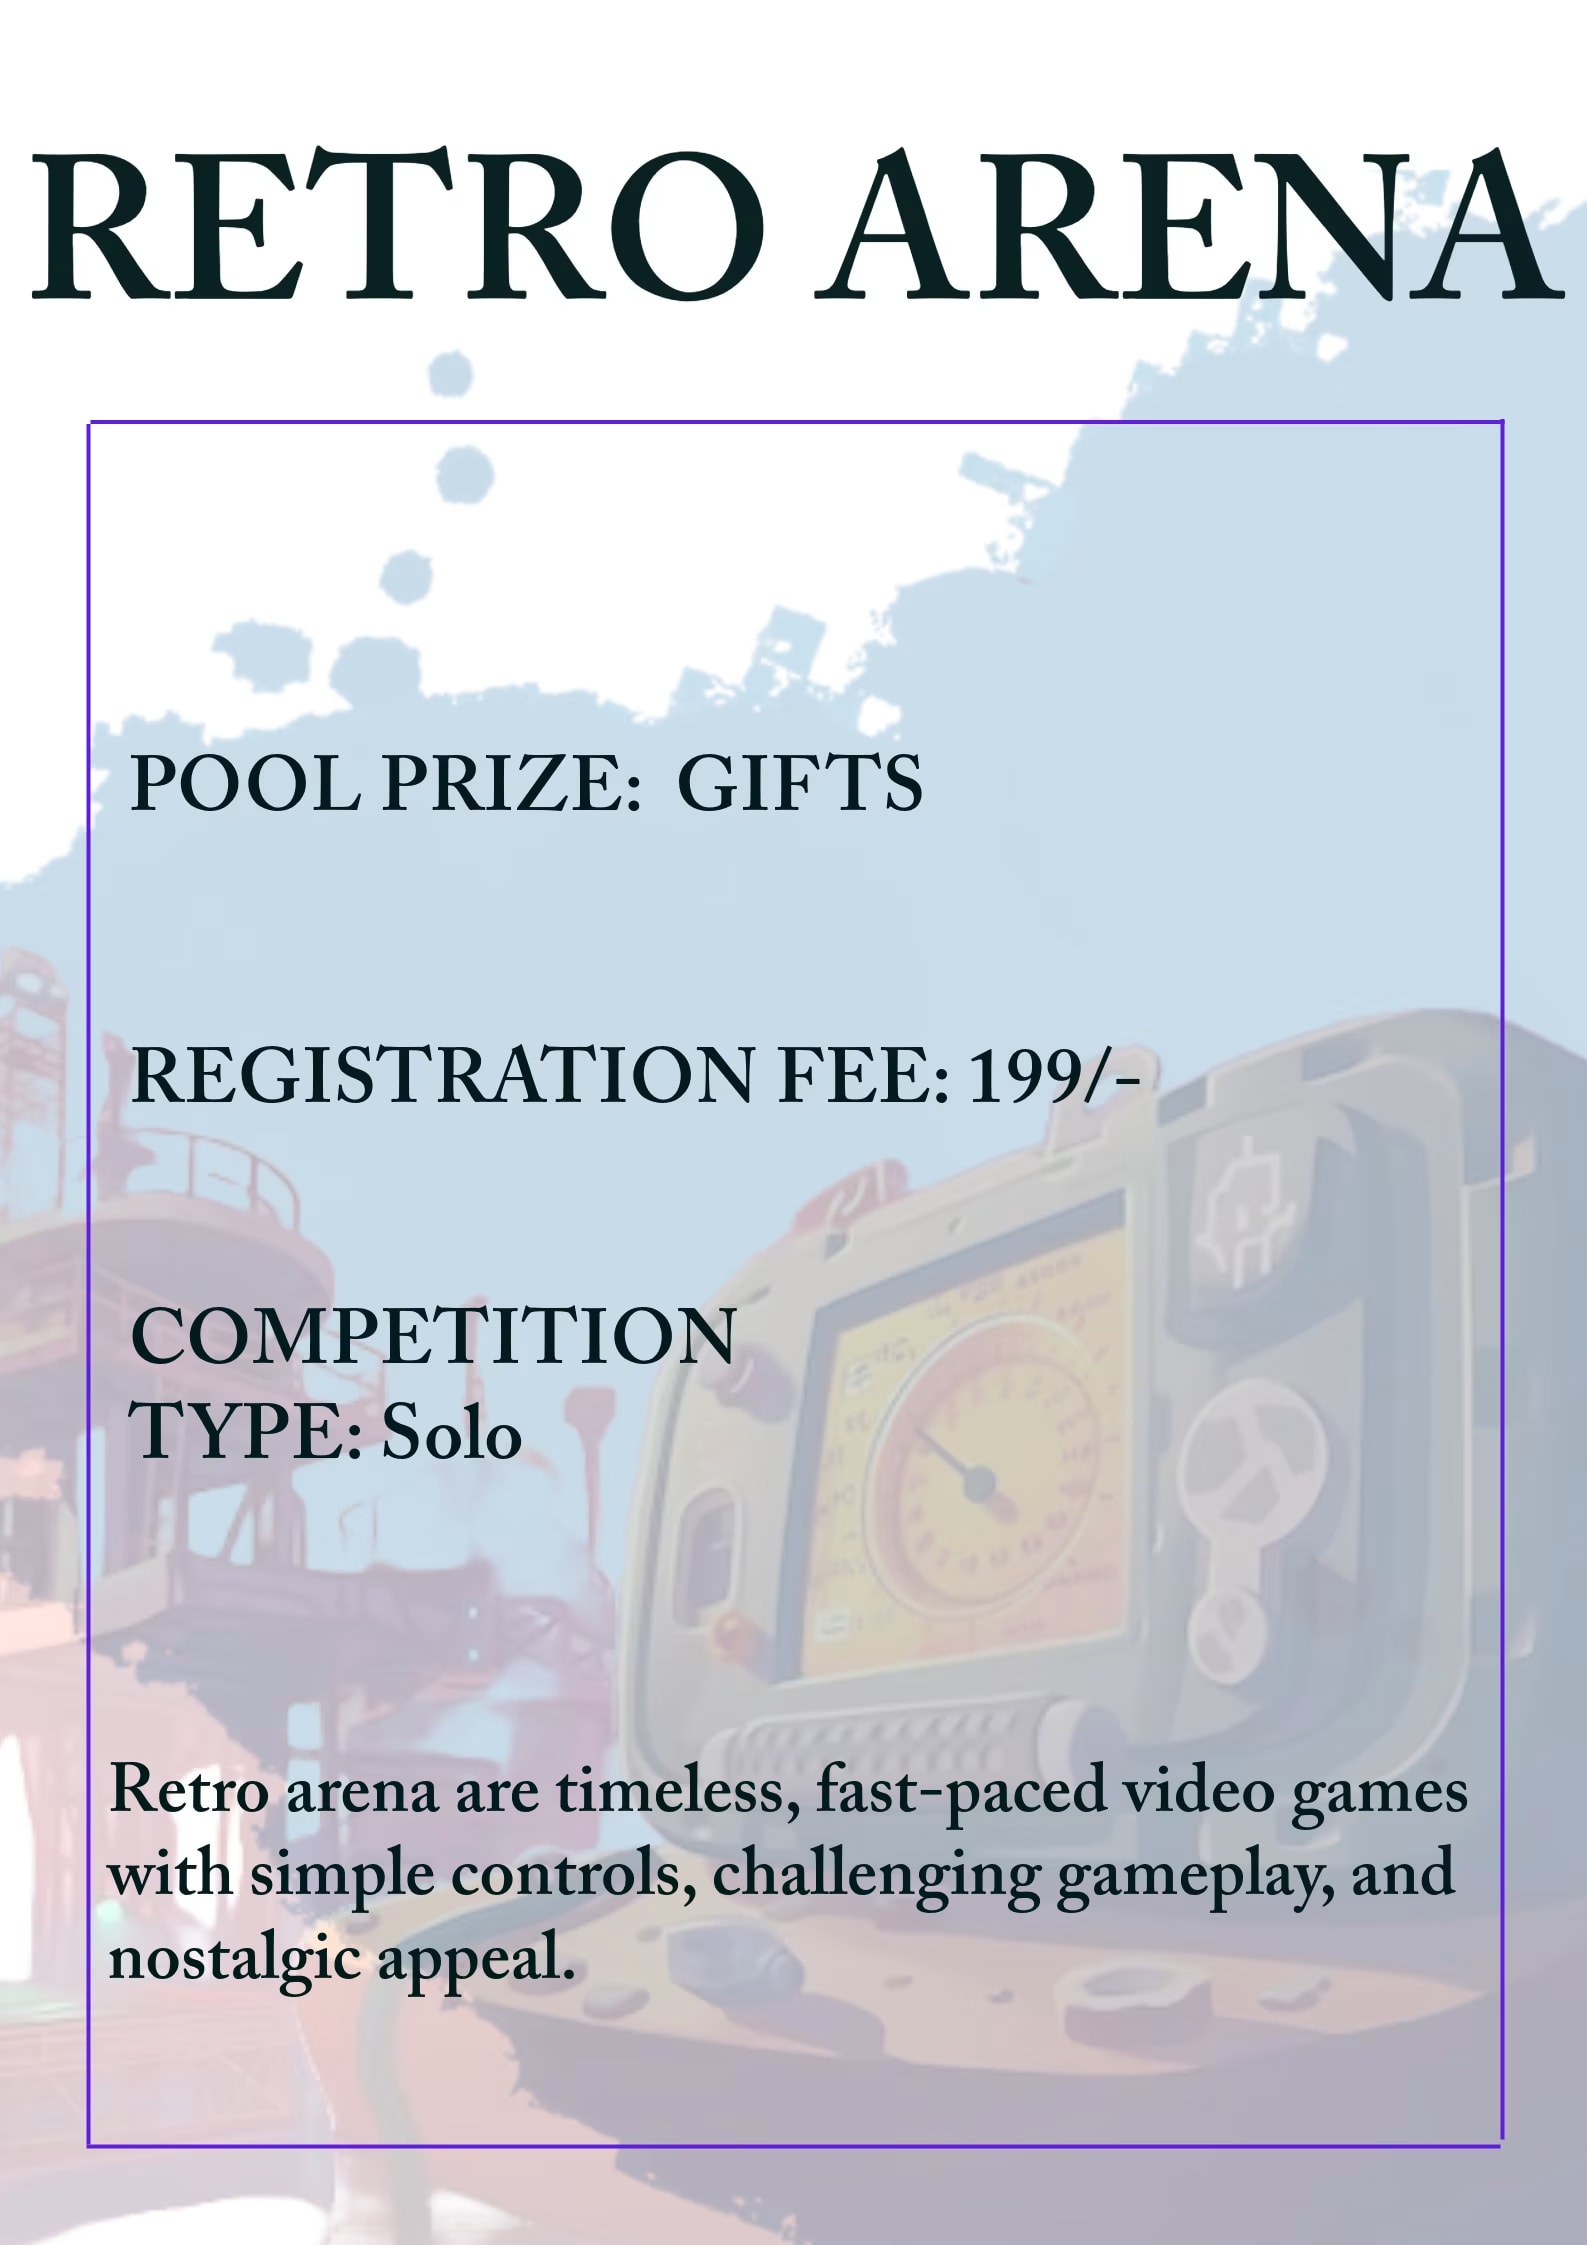 RETRO ARENA
POOL PRIZE: GIFTS
REGISTRATION FEE: 199/-
COMPETITION
TYPE: Solo
Retro arena are timeless, fast-paced video games
with simple controls, challenging gameplay, and
nostalgic appeal.